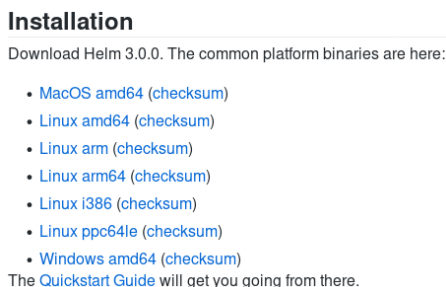 Installation
Download Helm 3.0.0. The common platform binaries are here:
• MacOS amd64 (checksum)
• Linux amd64 (checksum)
• Linux arm (checksum)
• Linux arm64 (checksum)
• Linux i386 (checksum)
• Linux ppc64le (checksum)
• Windows amd64 (checksum)
The Quickstart Guide will get you going from there.